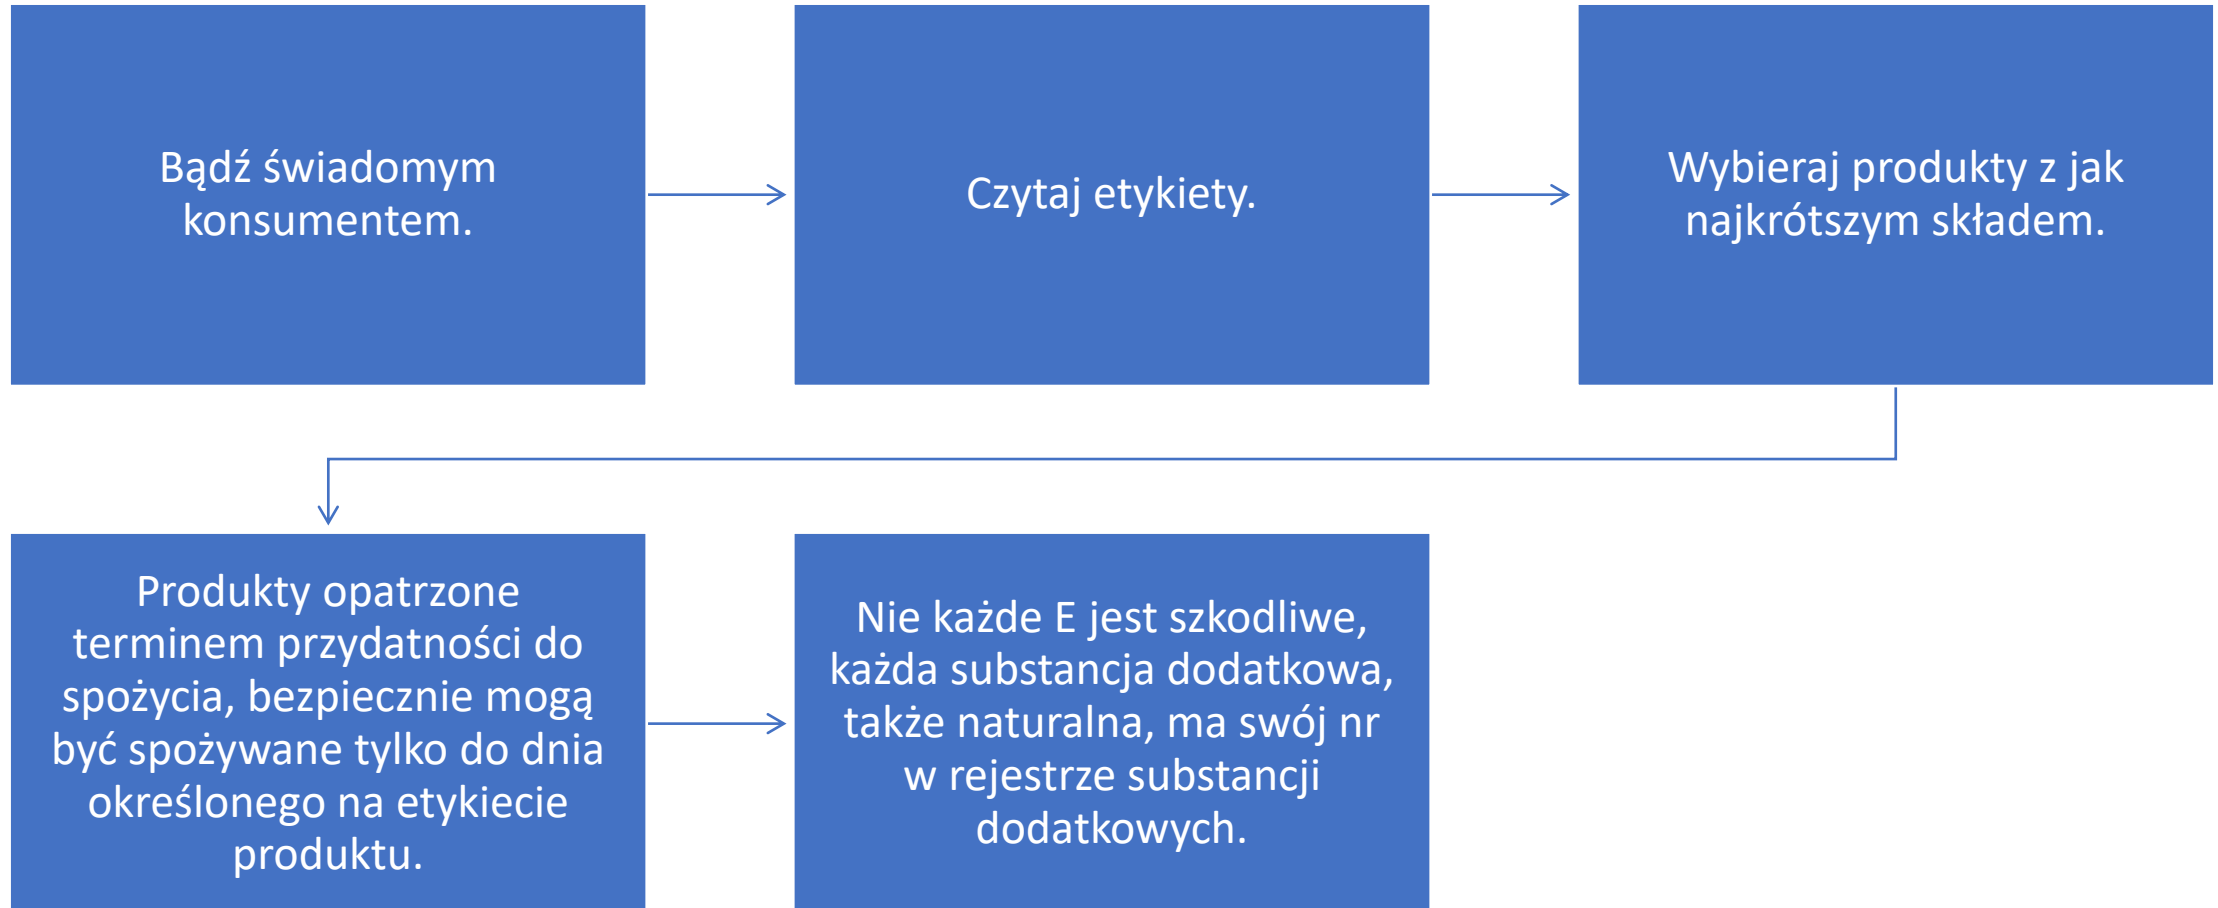 Bądź świadomym
konsumentem.
Czytaj etykiety.
Wybieraj produkty z jak
najkrótszym składem.
Produkty opatrzone
terminem przydatności do
spożycia, bezpiecznie mogą
być spożywane tylko do dnia
określonego na etykiecie
produktu.
Nie każde E jest szkodliwe,
każda substancja dodatkowa,
także naturalna, ma swój nr
w rejestrze substancji
dodatkowych.